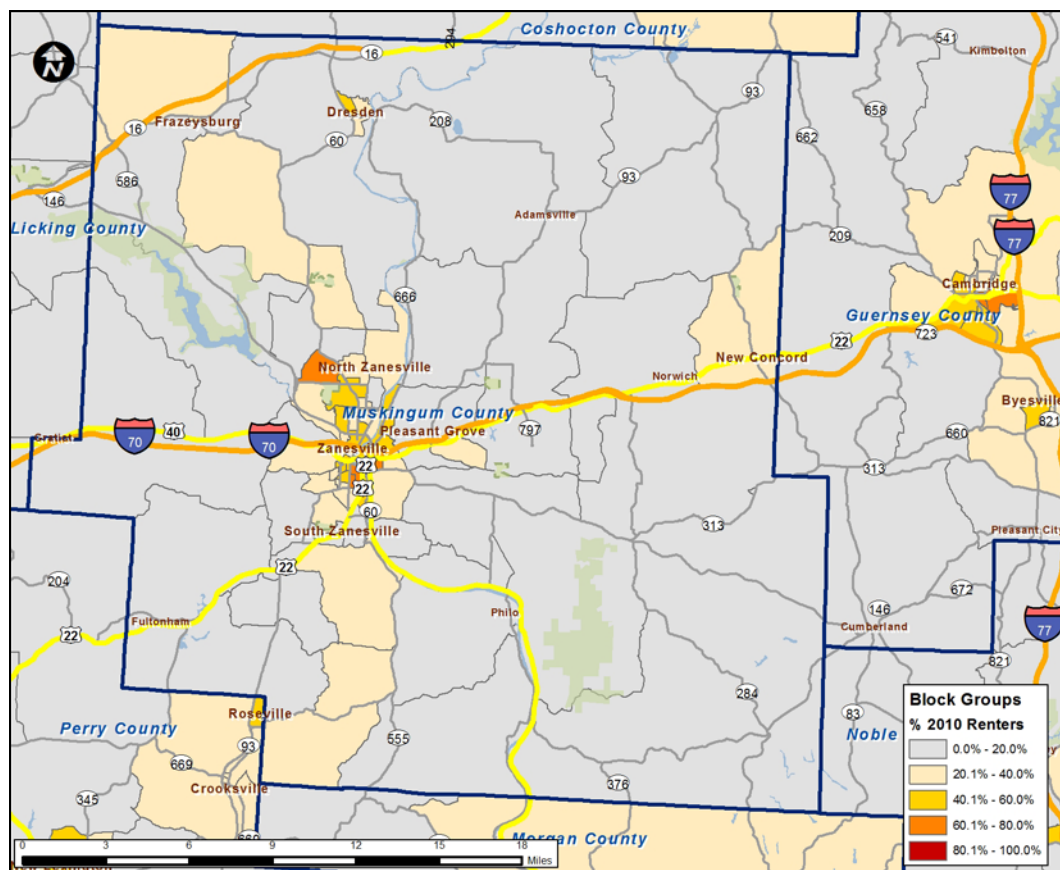 Coshocton County
294
541
Kimbolton
N
16
93
658
Dresden
Frazeysburg
16
208
662
60
93
586
77
146
Adamsville
Licking County
209
77
666
Cambridge
Guernsey County
723
22
New Concord
North Zanesville
Norwich
Muskingum County
Byesville
Pleasant Grove
797
821
40
70
70
Gratiot
Zanesville
660
22
313
22
60
313
South Zanesville
Pleasant City
22
204
672
146
Philo
Fultonham
Cumberland
77
22
821
284
Block Groups
Roseville
83
% 2010 Renters
Perry County
Noble
0.0% - 20.0%
555
93
20.1% - 40.0%
669
376
Crooksville
40.1% - 60.0%
345
60.1% - 80.0%
Morgan County
0 3 6 9 12 15 18
80.1% - 100.0%
Miles